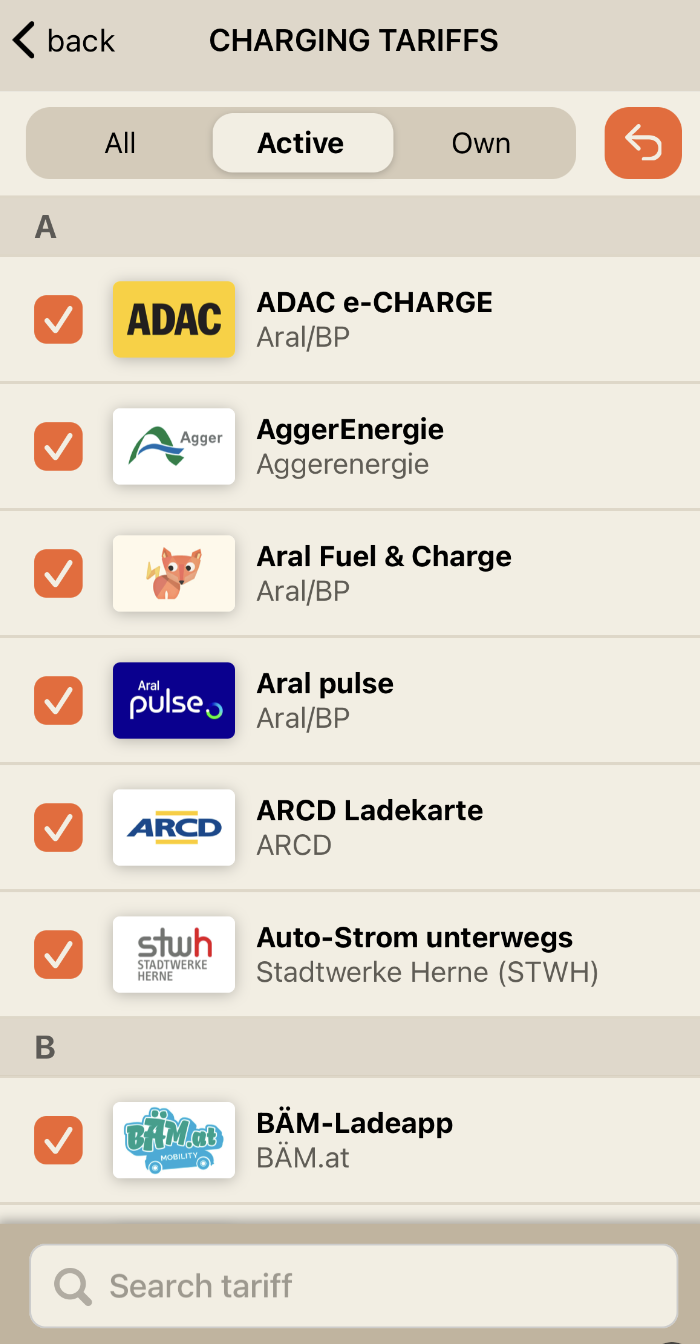 back
CHARGING TARIFFS
All
Active
Own
A
ADAC
ADAC e-CHARGE
Aral/BP
Agger
AggerEnergie
Aggerenergie
Aral Fuel & Charge
Aral/BP
Aral
pulse
Aral pulse
Aral/BP
ARCD
ARCD Ladekarte
ARCD
stwh
STADTWERKE
HERNE
Auto-Strom unterwegs
Stadtwerke Herne (STWH)
B
BÄM.at
MOBILITY
BÄM-Ladeapp
BÄM.at
Search tariff